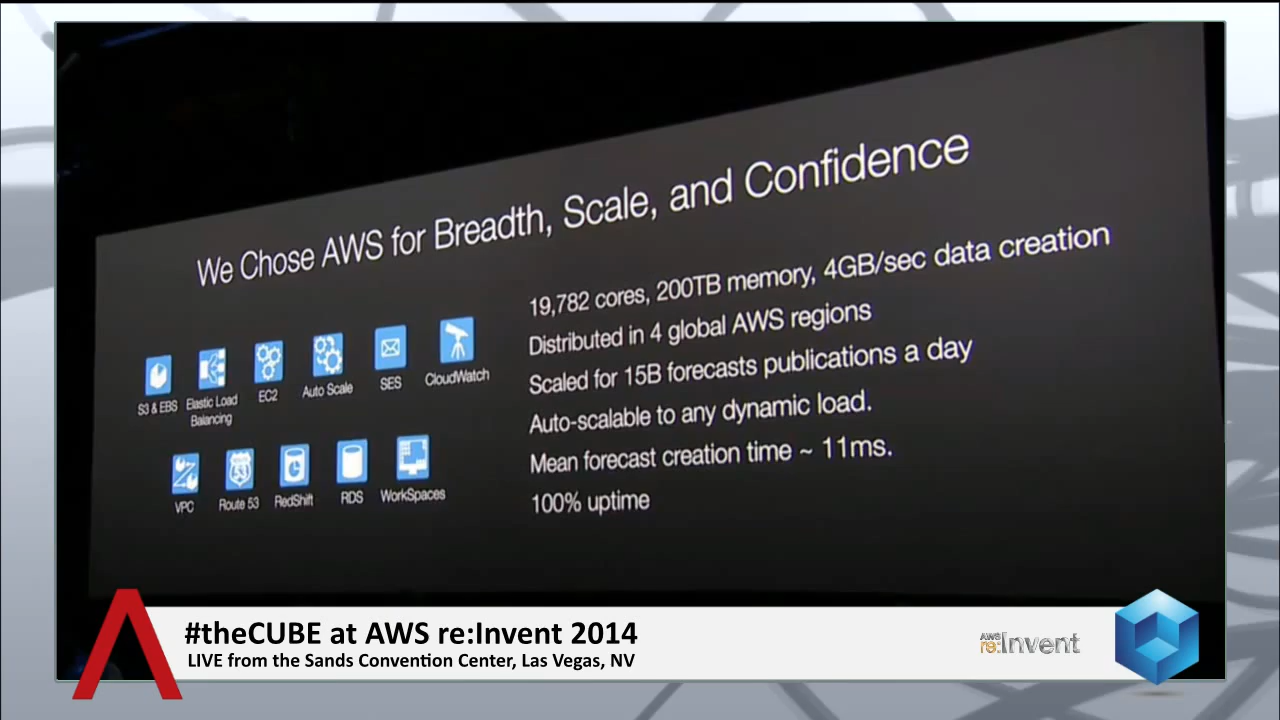 We Chose AWS for Breadth, Scale, and Confidence
S3 & EBS
Elastic Load
Balancing
EC2
Auto Scale
SES
CloudWatch
VPC
Route 53
RedShift
RDS
WorkSpaces
19,782 cores, 200TB memory, 4GB/sec data creation
Distributed in 4 global AWS regions
Scaled for 15B forecasts publications a day
Auto-scalable to any dynamic load.
Mean forecast creation time ~ 11ms.
100% uptime
#theCUBE at AWS re:Invent 2014
LIVE from the Sands Convention Center, Las Vegas, NV
AWS
re:Invent